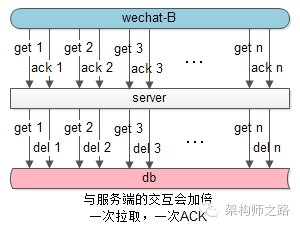 wechat-B
get 1 get 2 get 3 get n
ack 1 ack 2 ack 3 ... ack n
server
get 1 get 2 get 3 get n
del 1 del 2 del 3 ... del n
db
与服务端的交互会加倍
一次拉取，一次ACK
架构师之路